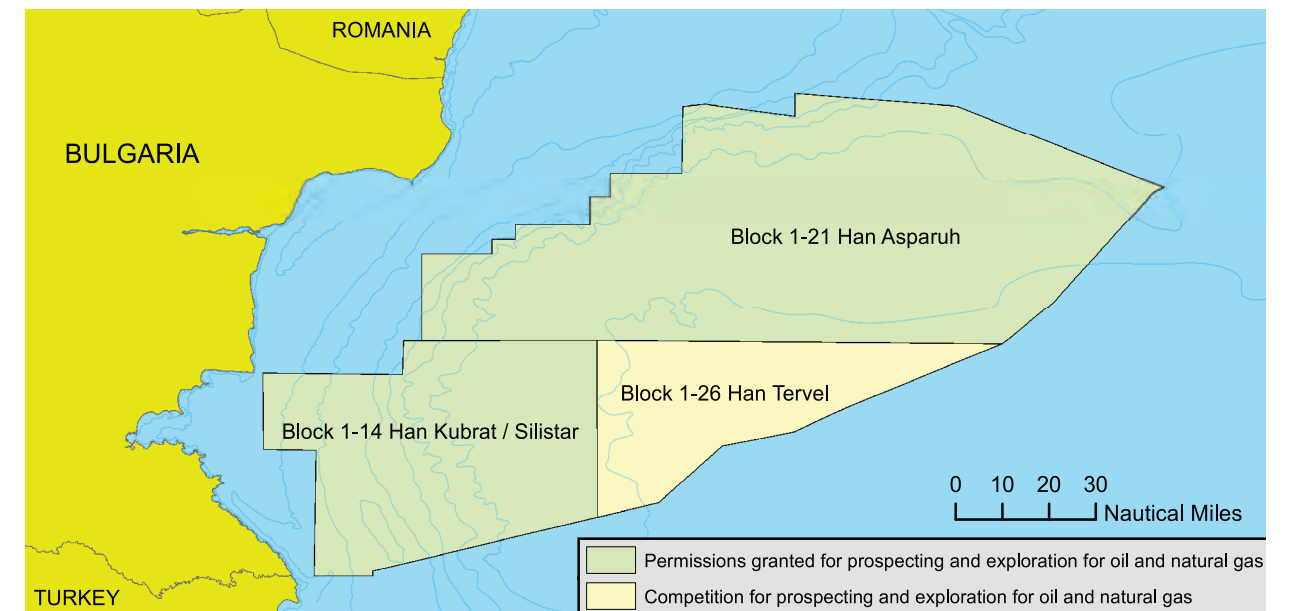 ROMANIA
BULGARIA
Block 1-21 Han Asparuh
Block 1-26 Han Tervel
Block 1-14 Han Kubrat / Silistar
0 10 20 30
Nautical Miles
Permissions granted for prospecting and exploration for oil and natural gas
TURKEY
Competition for prospecting and exploration for oil and natural gas